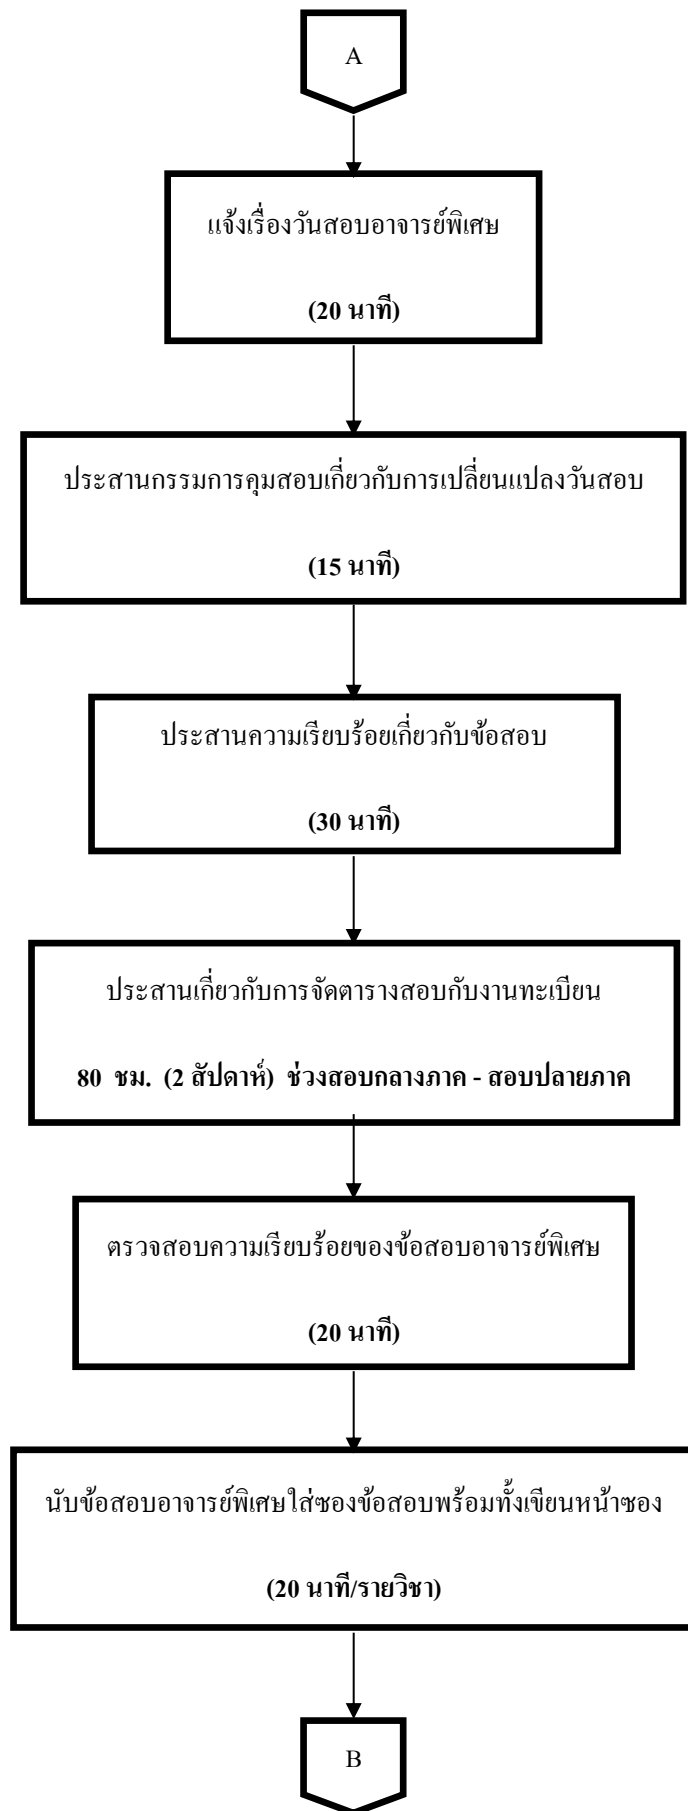 A
แจ้งเรื่องวันสอบอาจารย์พิเศษ
(20 นาที)
ประสานกรรมการคุมสอบเกี่ยวกับการเปลี่ยนแปลงวันสอบ
(15 นาที)
ประสานความเรียบร้อยเกี่ยวกับข้อสอบ
(30 นาที)
ประสานเกี่ยวกับการจัดตารางสอบกับงานทะเบียน
80 ชม. (2 สัปดาห์) ช่วงสอบกลางภาค - สอบปลายภาค
ตรวจสอบความเรียบร้อยของข้อสอบอาจารย์พิเศษ
(20 นาที)
นับข้อสอบอาจารย์พิเศษใส่ซองข้อสอบพร้อมทั้งเขียนหน้าซอง
(20 นาที/รายวิชา)
B